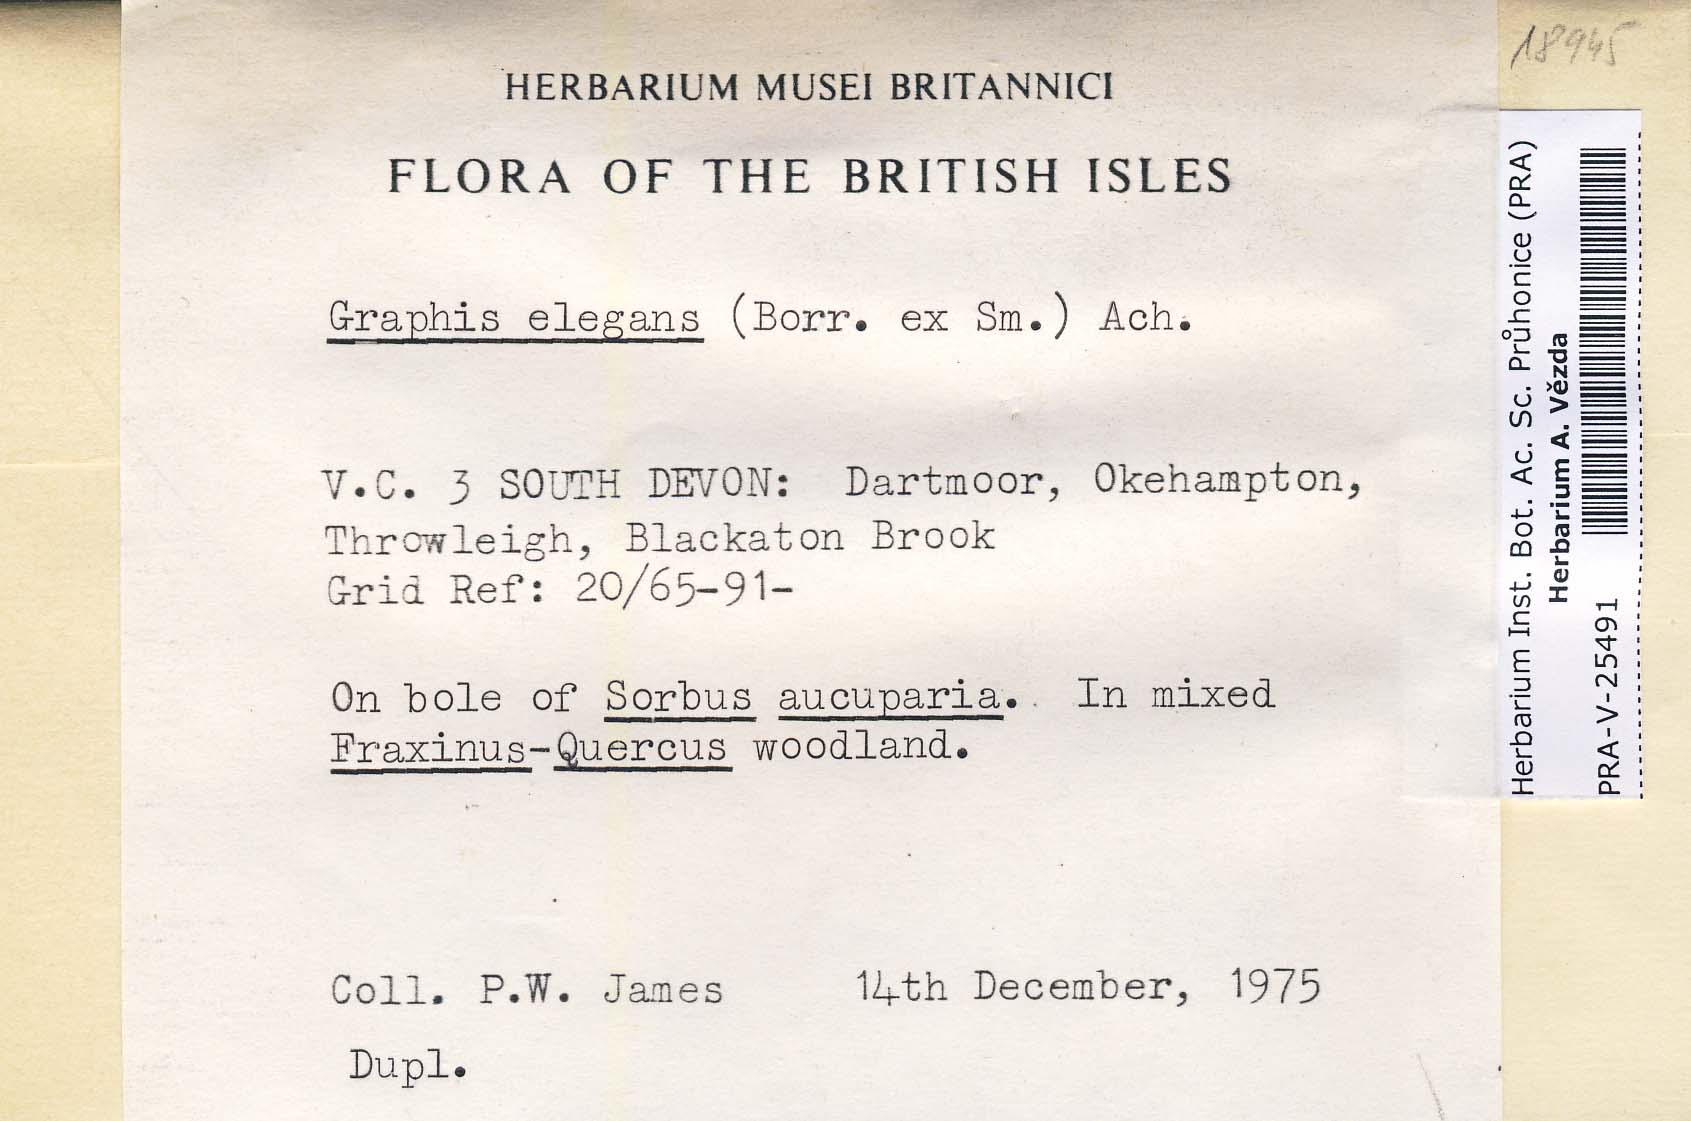 18945
HERBARIUM MUSEI BRITANNICI
FLORA OF THE BRITISH ISLES
Graphis elegans (Borr. ex Sm.) Ach.
V.C. 3 SOUTH DEVON: Dartmoor, Okehampton,
Throwleigh, Blackaton Brook
Grid Ref: 20/65-91-
On bole of Sorbus aucuparia. In mixed
Fraxinus-Quercus woodland.
Coll. P.W. James 14th December, 1975
Dupl.
Herbarium Inst. Bot. Ac. Sc. Průhonice (PRA)
Herbarium A. Vězda
PRA-V-25491